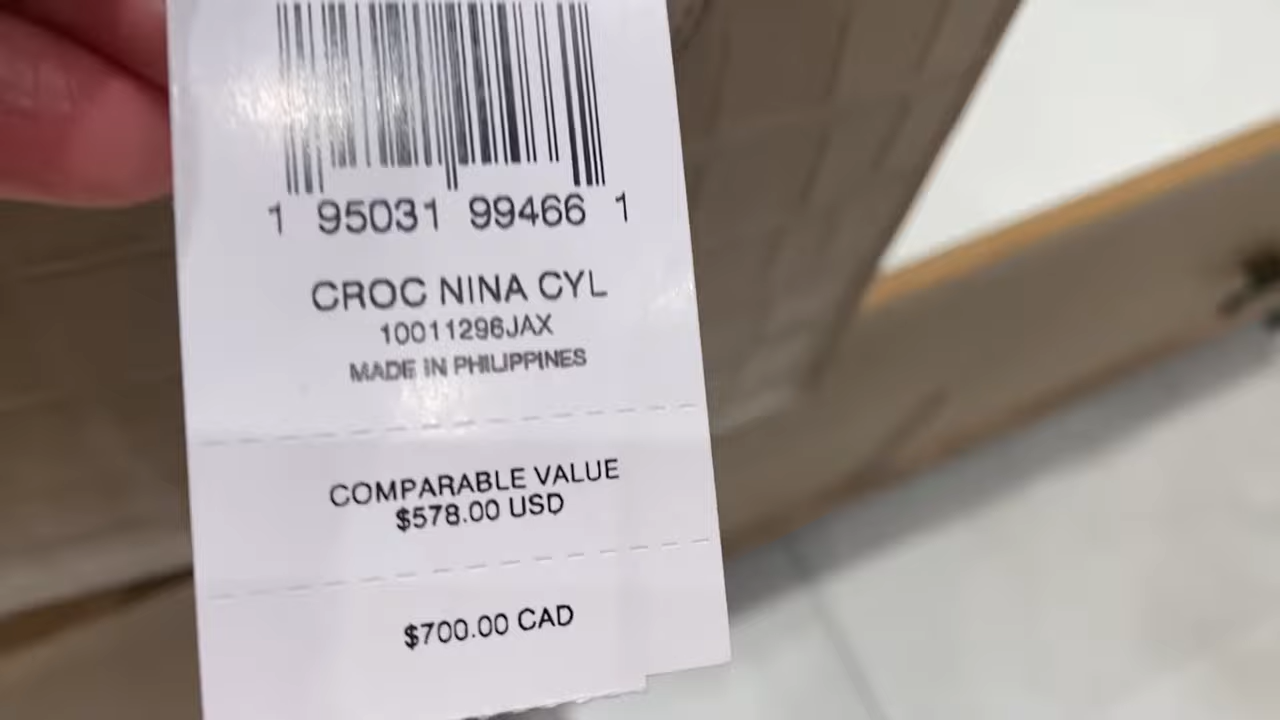 1 95031 99466 1
CROC NINA CYL
10011296JAX
MADE IN PHILIPPINES
COMPARABLE VALUE
$578.00 USD
$700.00 CAD